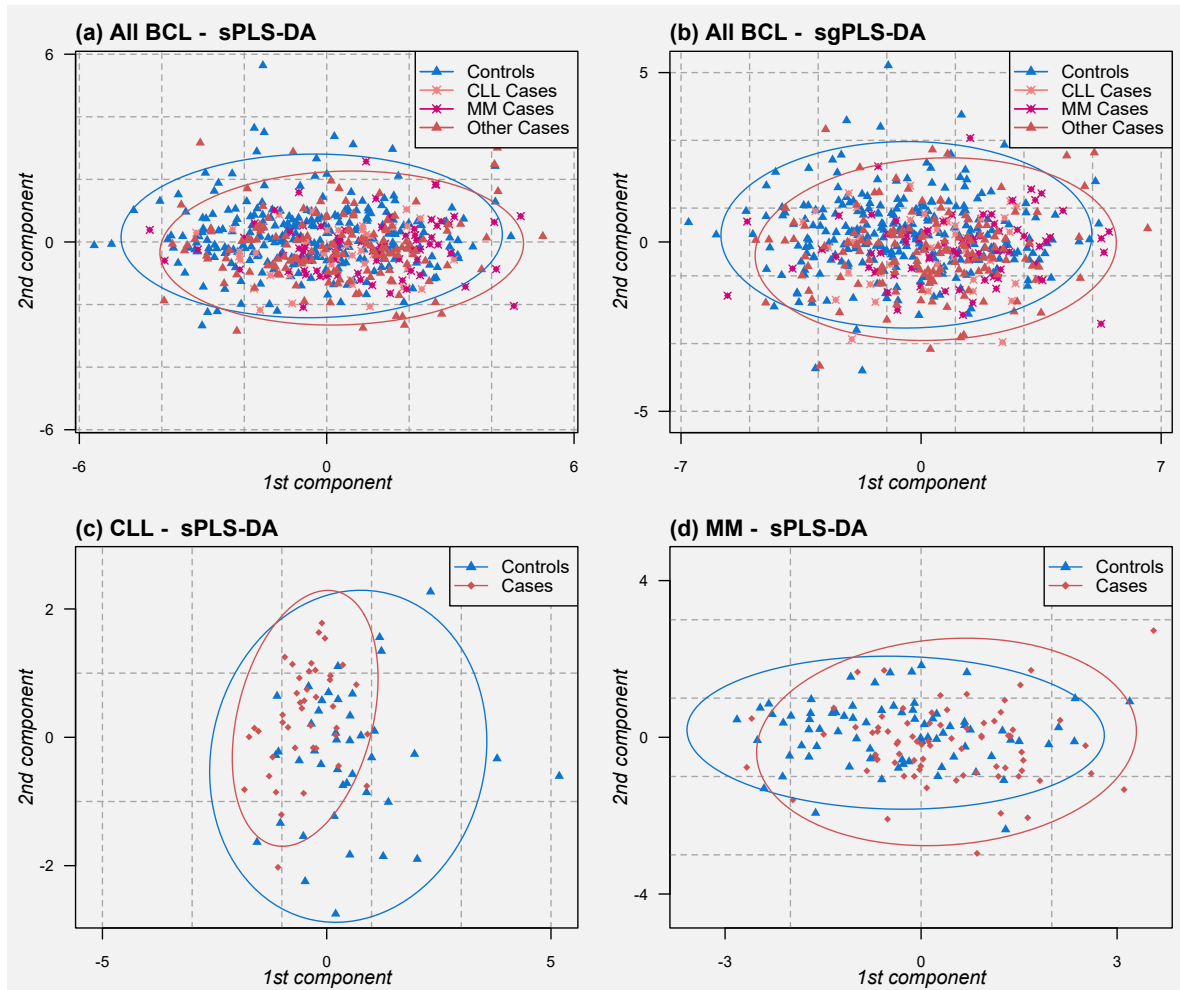 (a) All BCL - sPLS-DA
6
0
-6
-6
0
6
2nd component
1st component
Controls
CLL Cases
MM Cases
Other Cases
(b) All BCL - sgPLS-DA
5
0
-5
-7
0
7
2nd component
1st component
Controls
CLL Cases
MM Cases
Other Cases
(c) CLL - sPLS-DA
2
0
-2
-5
0
5
2nd component
1st component
Controls
Cases
(d) MM - sPLS-DA
4
0
-4
-3
0
3
2nd component
1st component
Controls
Cases